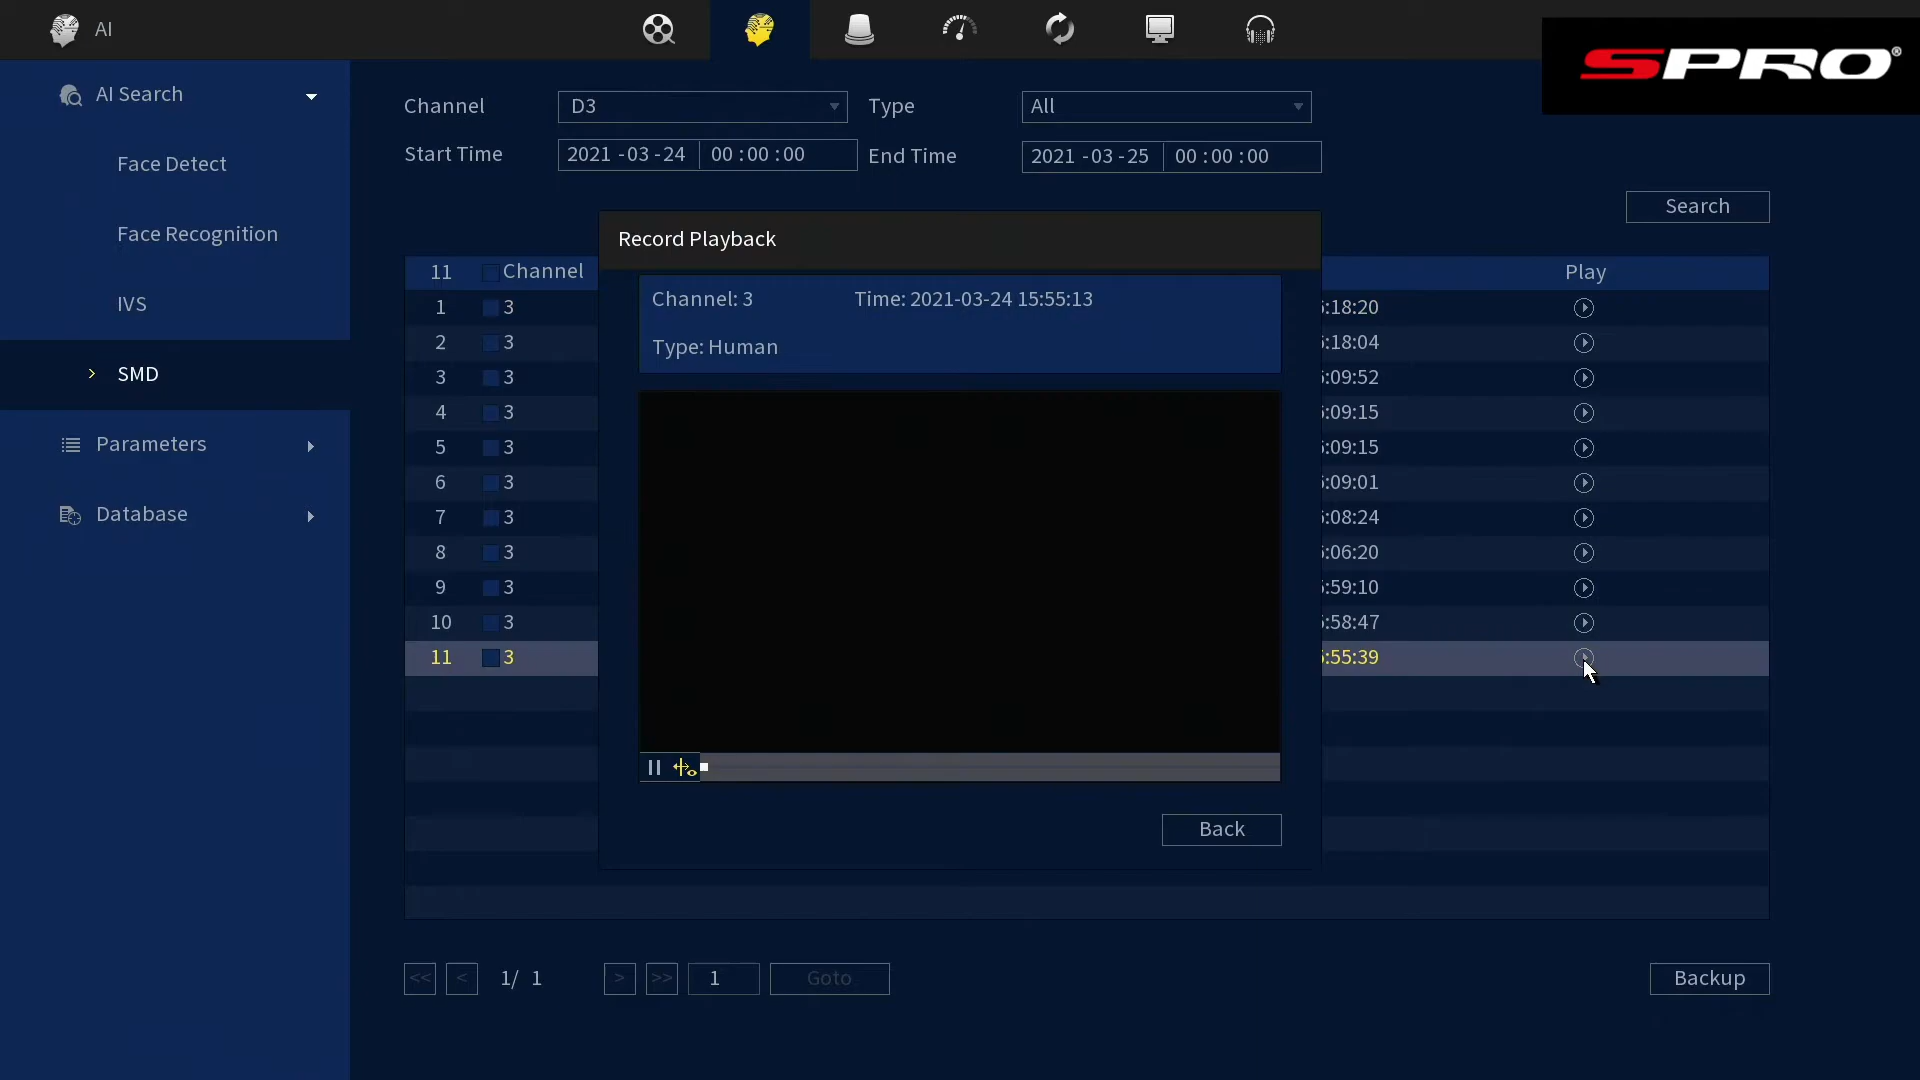 AI
SPRO®
AI Search
Face Detect
Face Recognition
IVS
SMD
Parameters
Database
Channel D3 Type All
Start Time 2021 -03 -24 00 :00 :00 End Time 2021 -03 -25 00 :00 :00
Search
Record Playback
Channel: 3 Time: 2021-03-24 15:55:13
Type: Human
11 Channel Play
1 3 :18:20
2 3 :18:04
3 3 :09:52
4 3 :09:15
5 3 :09:15
6 3 :09:01
7 3 :08:24
8 3 :06:20
9 3 :59:10
10 3 :58:47
11 3 :55:39
Back
<< < 1/ 1 > >> 1 Goto
Backup